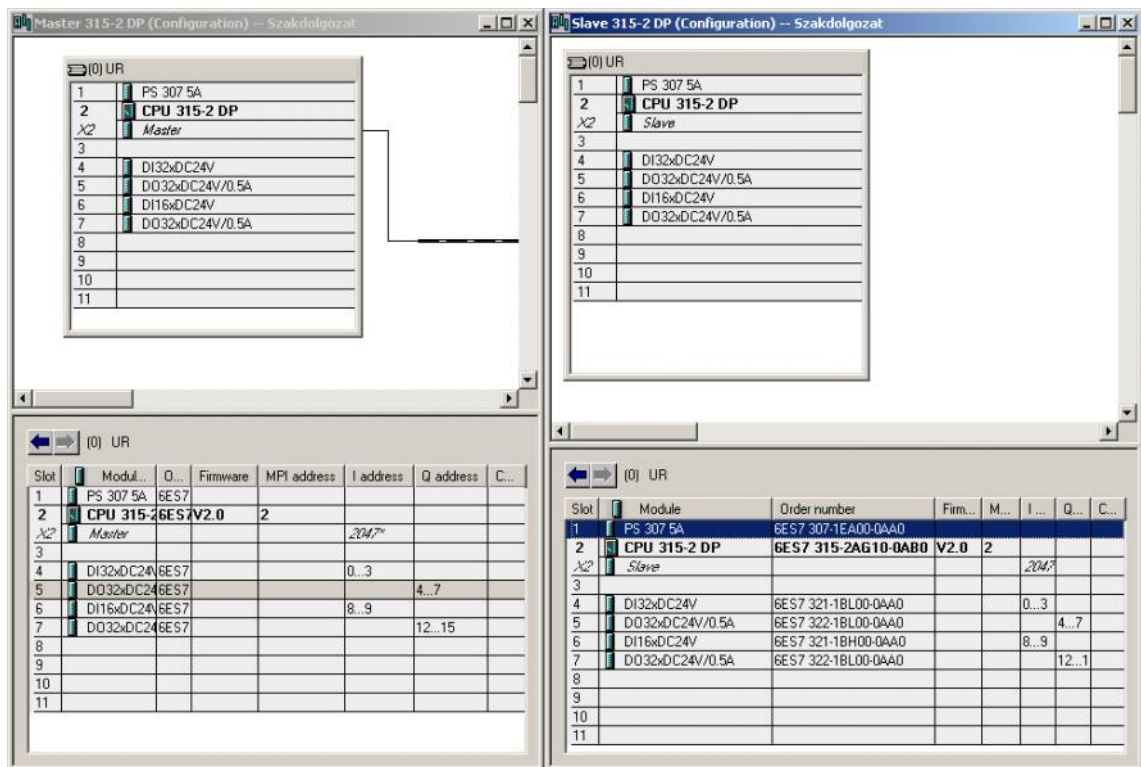 Master 315-2 DP (Configuration) -- Szakdolgozat
(0) UR
1 PS 307 5A
2 CPU 315-2 DP
X2 Master
3
4 DI32xDC24V
5 DO32xDC24V/0.5A
6 DI16xDC24V
7 DO32xDC24V/0.5A
8
9
10
11
(0) UR
Slot Modul... O... Firmware MPI address I address Q address C...
1 PS 307 5A 6ES7
2 CPU 315-2 6ES7 V2.0 2
X2 Master 2047*
3
4 DI32xDC24V 6ES7 0...3
5 DO32xDC24 6ES7 4...7
6 DI16xDC24V 6ES7 8...9
7 DO32xDC24 6ES7 12...15
8
9
10
11
Slave 315-2 DP (Configuration) -- Szakdolgozat
(0) UR
1 PS 307 5A
2 CPU 315-2 DP
X2 Slave
3
4 DI32xDC24V
5 DO32xDC24V/0.5A
6 DI16xDC24V
7 DO32xDC24V/0.5A
8
9
10
11
(0) UR
Slot Module Order number Firm... M... I ... Q... C...
1 PS 307 5A 6ES7 307-1EA00-0AA0
2 CPU 315-2 DP 6ES7 315-2AG10-0AB0 V2.0 2
X2 Slave 2047
3
4 DI32xDC24V 6ES7 321-1BL00-0AA0 0...3
5 DO32xDC24V/0.5A 6ES7 322-1BL00-0AA0 4...7
6 DI16xDC24V 6ES7 321-1BH00-0AA0 8...9
7 DO32xDC24V/0.5A 6ES7 322-1BL00-0AA0 12...1
8
9
10
11